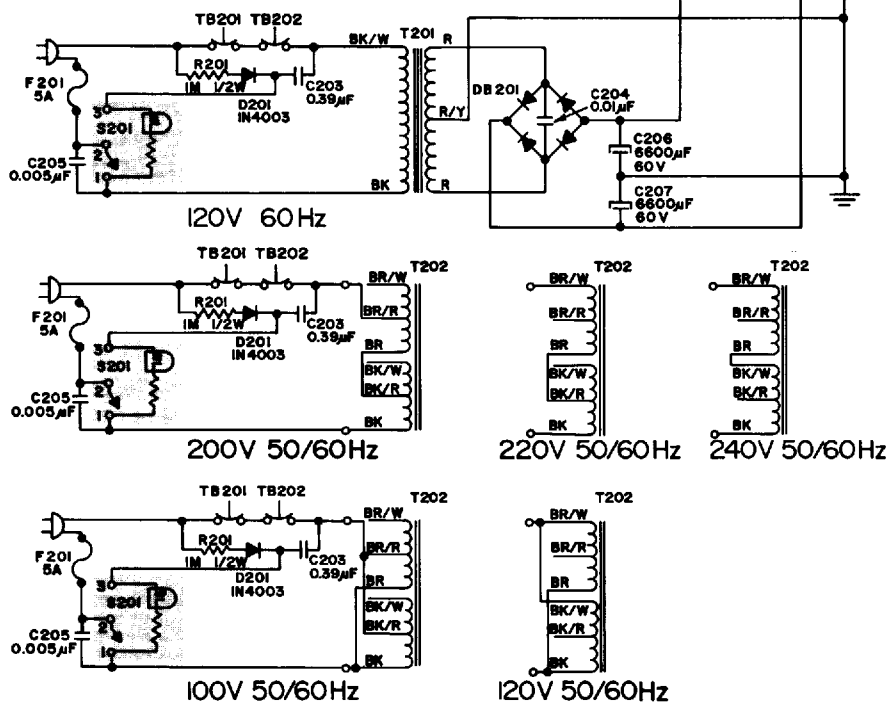 TB201 TB202
BK/W
T201
R
R201
1M 1/2W
D201
1N4003
C203
0.39μF
F201
5A
3
S201
2
1
C205
0.005μF
BK
R/Y
R
DB201
C204
0.01μF
C206
6600μF
60V
C207
6600μF
60V
120V 60Hz
TB201 TB202
BR/W
T202
R201
1M 1/2W
D201
1N4003
C203
0.39μF
BR/R
BR
BK/W
BK/R
BK
F201
5A
3
S201
2
1
C205
0.005μF
200V 50/60Hz
BR/W
T202
BR/R
BR
BK/W
BK/R
BK
220V 50/60Hz
BR/W
T202
BR/R
BR
BK/W
BK/R
BK
240V 50/60Hz
TB201 TB202
BR/W
T202
R201
1M 1/2W
D201
1N4003
C203
0.39μF
BR/R
BR
BK/W
BK/R
BK
F201
5A
3
S201
2
1
C205
0.005μF
100V 50/60Hz
BR/W
T202
BR/R
BR
BK/W
BK/R
BK
120V 50/60Hz